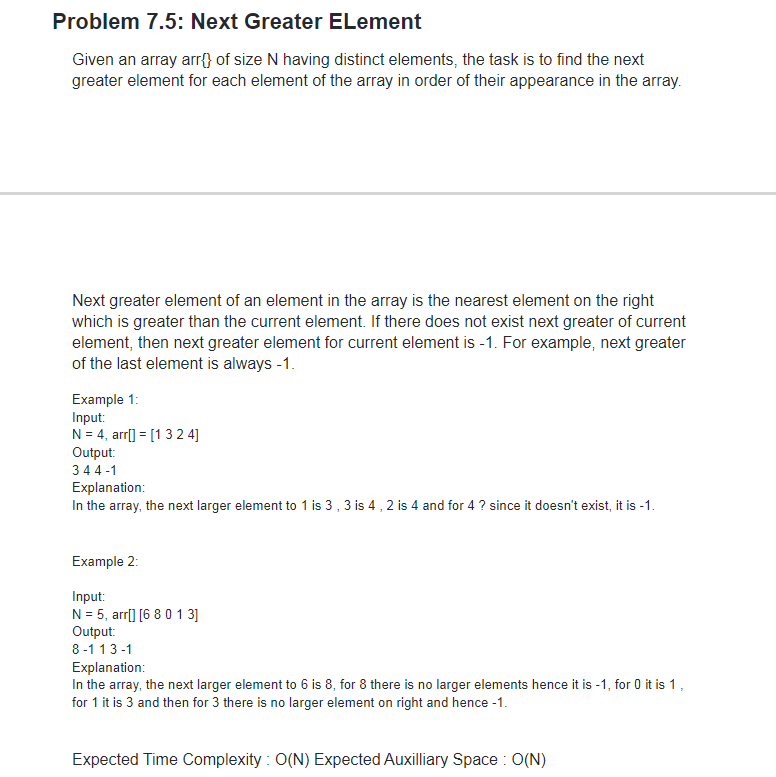 Problem 7.5: Next Greater ELement
Given an array arr{} of size N having distinct elements, the task is to find the next
greater element for each element of the array in order of their appearance in the array.
Next greater element of an element in the array is the nearest element on the right
which is greater than the current element. If there does not exist next greater of current
element, then next greater element for current element is -1. For example, next greater
of the last element is always -1.
Example 1:
Input:
N = 4, arr[] = [1 3 2 4]
Output:
3 4 4 -1
Explanation:
In the array, the next larger element to 1 is 3 , 3 is 4 , 2 is 4 and for 4 ? since it doesn't exist, it is -1.
Example 2:
Input:
N = 5, arr[] [6 8 0 1 3]
Output:
8 -1 1 3 -1
Explanation:
In the array, the next larger element to 6 is 8, for 8 there is no larger elements hence it is -1, for 0 it is 1 ,
for 1 it is 3 and then for 3 there is no larger element on right and hence -1.
Expected Time Complexity : O(N) Expected Auxilliary Space : O(N)